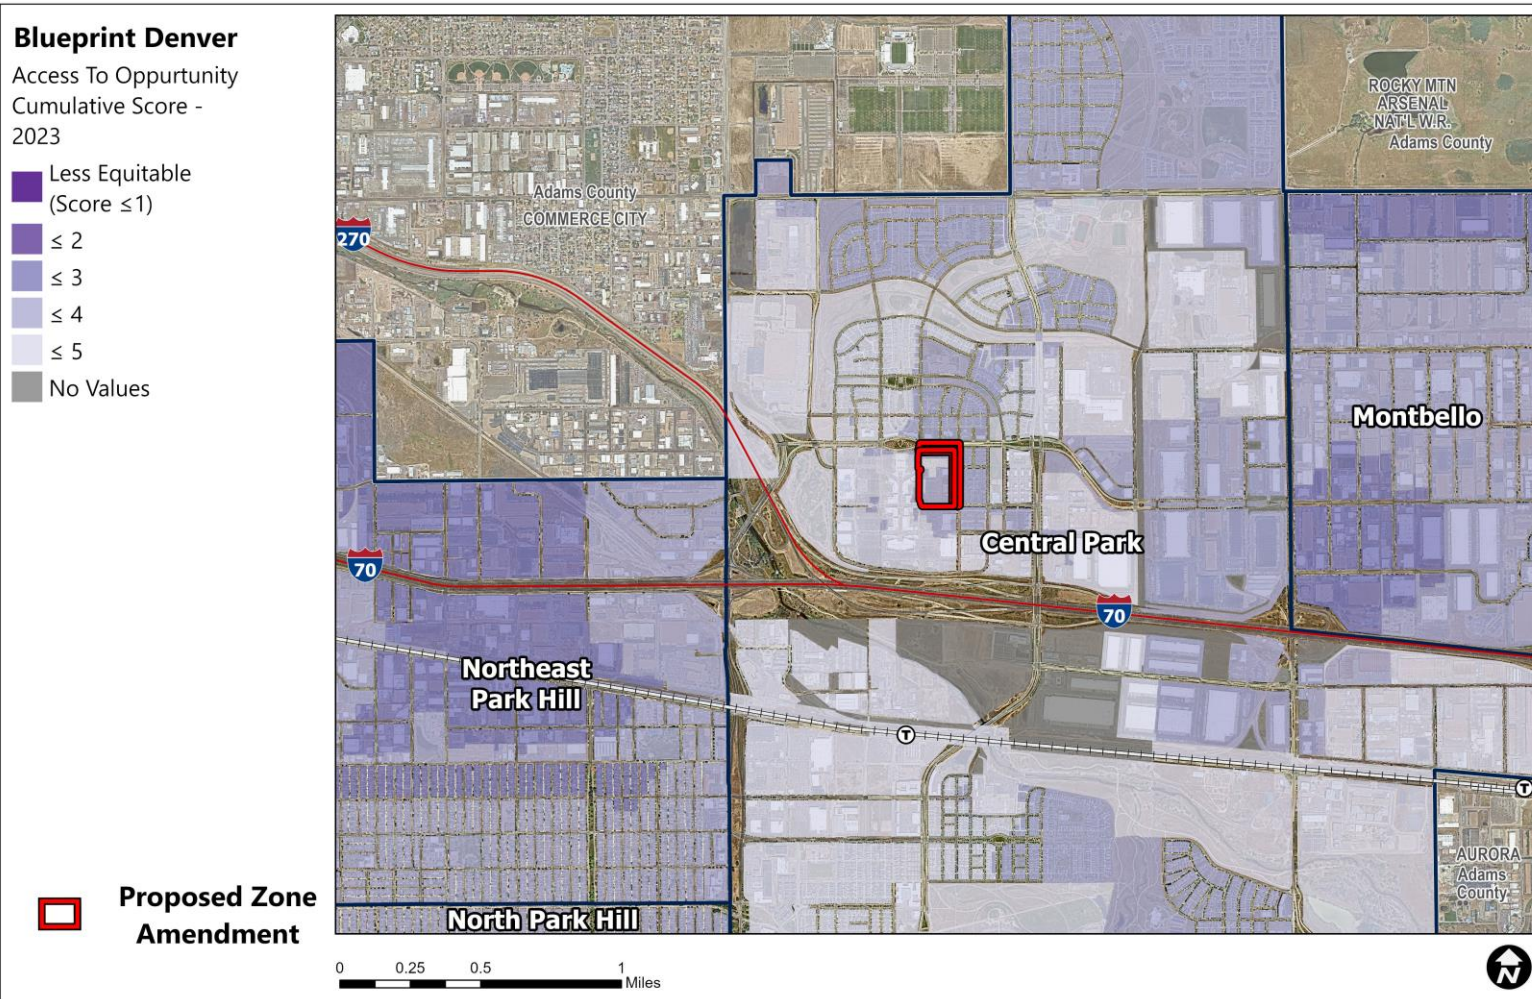 Blueprint Denver
Access To Oppurtunity
Cumulative Score -
2023
Less Equitable
(Score ≤1)
≤ 2
≤ 3
≤ 4
≤ 5
No Values
Proposed Zone
Amendment
ROCKY MTN
ARSENAL
NAT'L W.R.
Adams County
Adams County
COMMERCE CITY
270
Montbello
Central Park
70
70
Northeast
Park Hill
T
T
AURORA
Adams
County
North Park Hill
0 0.25 0.5 1
Miles
N